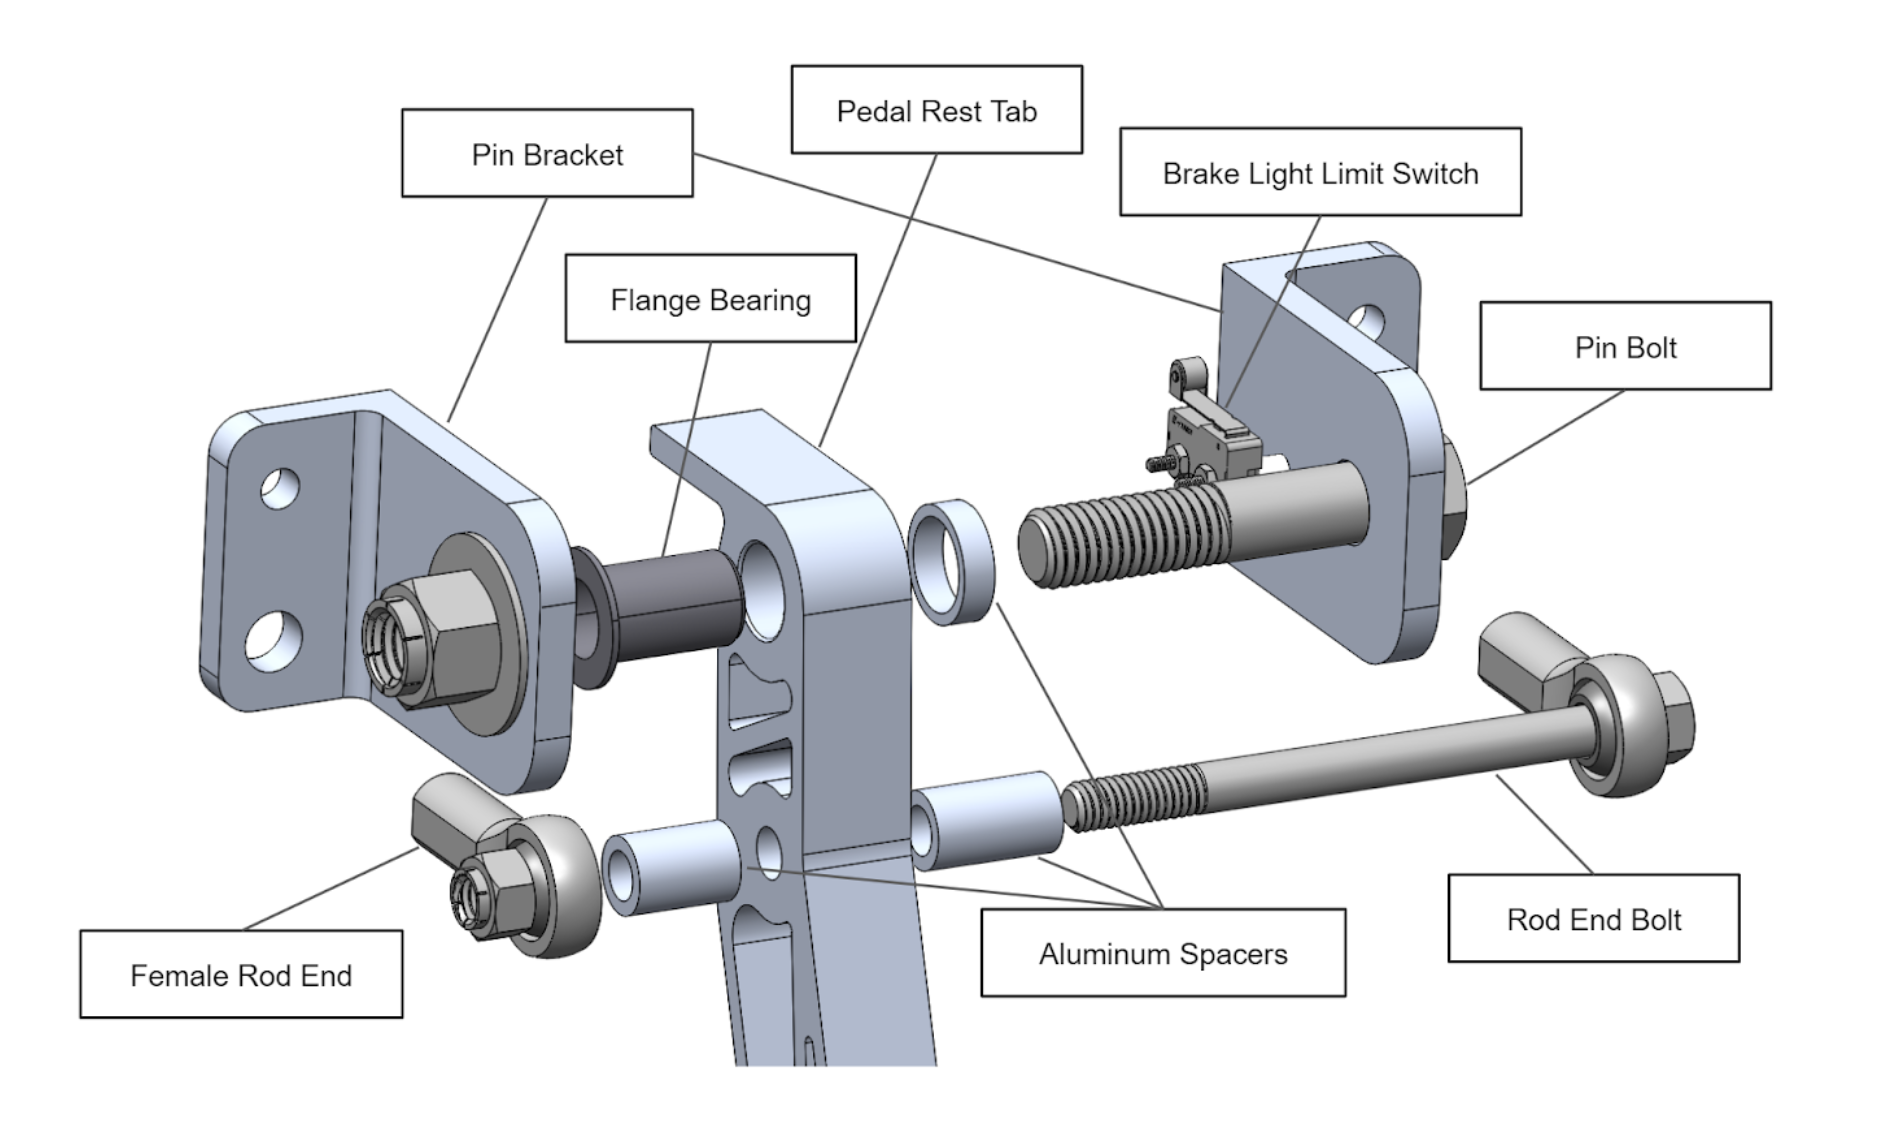 Pedal Rest Tab
Pin Bracket
Brake Light Limit Switch
Flange Bearing
Pin Bolt
Rod End Bolt
Aluminum Spacers
Female Rod End